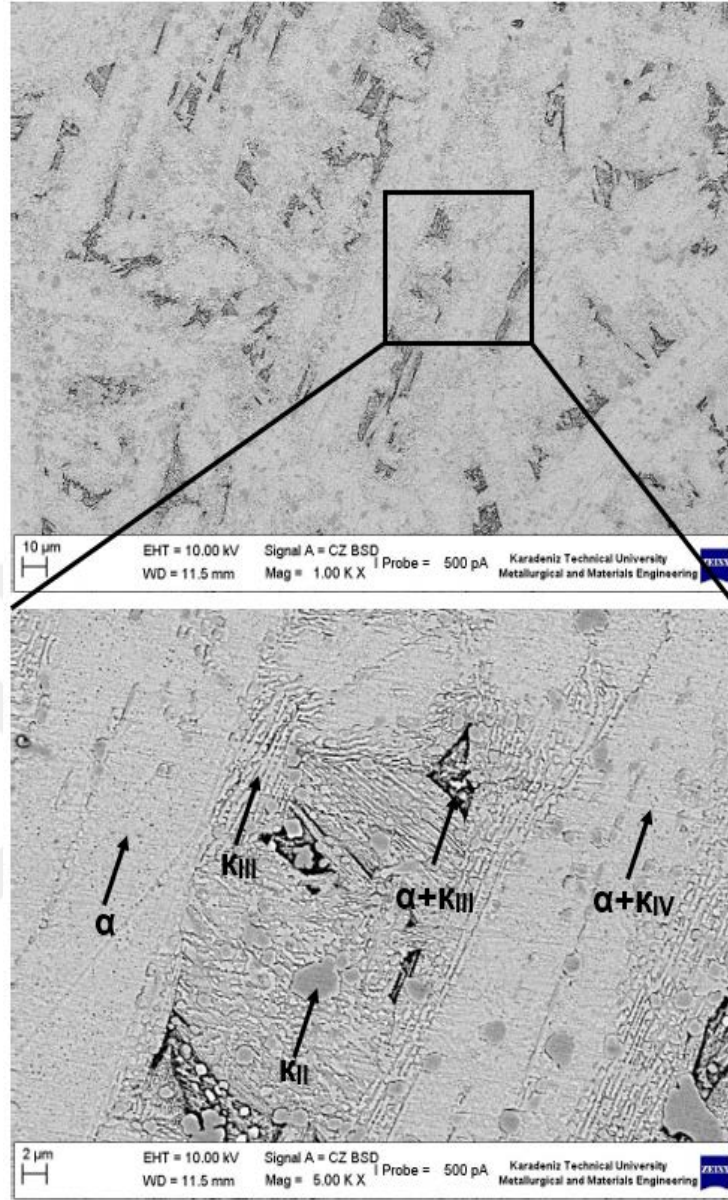 10 µm
EHT = 10.00 kV Signal A = CZ BSD I Probe = 500 pA Karadeniz Technical University
WD = 11.5 mm Mag = 1.00 K X Metallurgical and Materials Engineering
ZEISS
κIII
α
α+κIII
α+κIV
κII
2 µm
EHT = 10.00 kV Signal A = CZ BSD I Probe = 500 pA Karadeniz Technical University
WD = 11.5 mm Mag = 5.00 K X Metallurgical and Materials Engineering
ZEISS